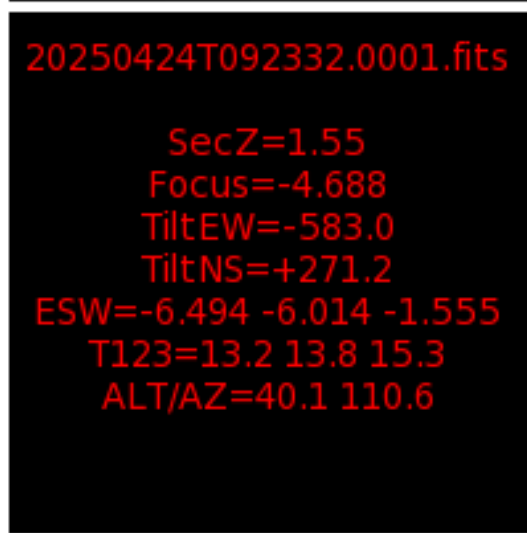 20250424T092332.0001.fits
SecZ=1.55
Focus=-4.688
TiltEW=-583.0
TiltNS=+271.2
ESW=-6.494 -6.014 -1.555
T123=13.2 13.8 15.3
ALT/AZ=40.1 110.6